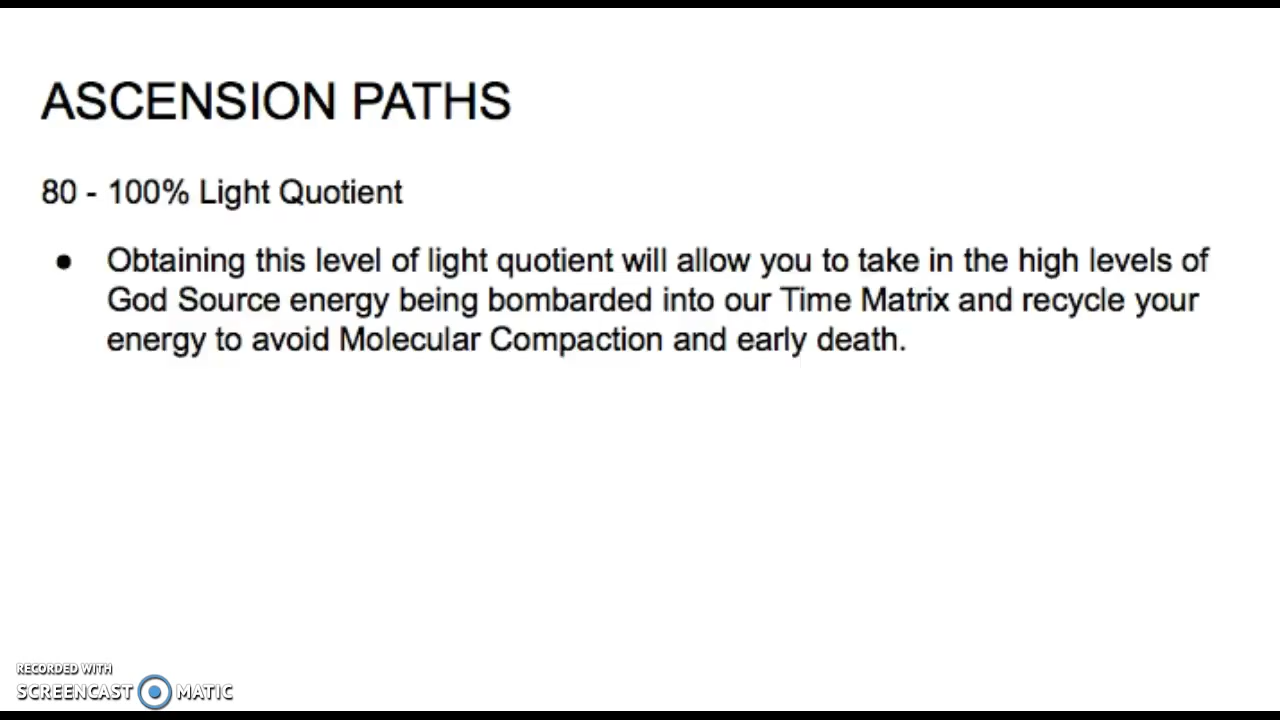 ASCENSION PATHS
80 - 100% Light Quotient
● Obtaining this level of light quotient will allow you to take in the high levels of
God Source energy being bombarded into our Time Matrix and recycle your
energy to avoid Molecular Compaction and early death.
RECORDED WITH
SCREENCAST MATIC